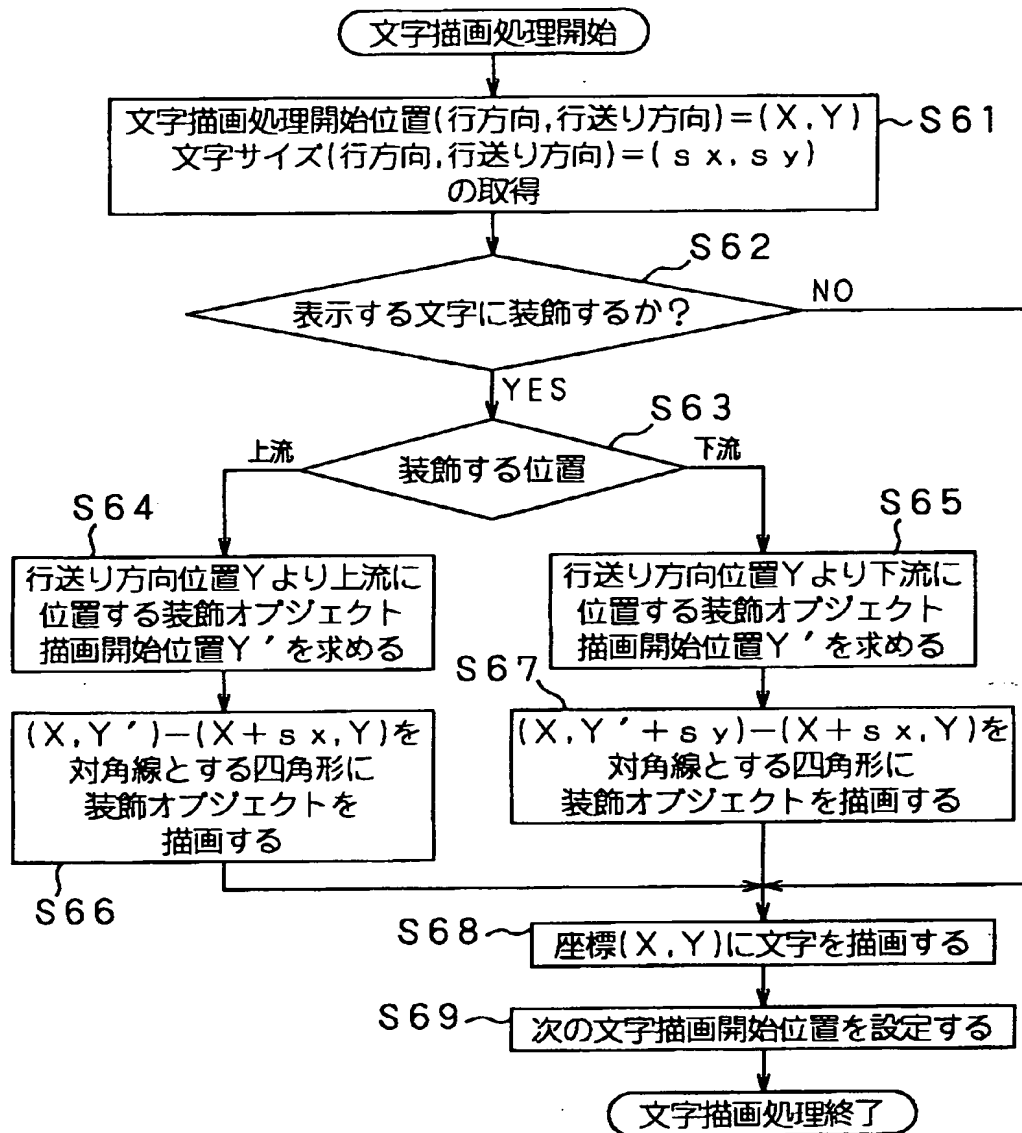 文字描画処理開始
文字描画処理開始位置(行方向,行送り方向)=(X,Y)
文字サイズ(行方向,行送り方向)=(sx,sy)
の取得
S61
S62
表示する文字に装飾するか?
NO
YES
S63
上流
装飾する位置
下流
S64
行送り方向位置Yより上流に
位置する装飾オブジェクト
描画開始位置Y'を求める
S65
行送り方向位置Yより下流に
位置する装飾オブジェクト
描画開始位置Y'を求める
(X,Y')−(X+sx,Y)を
対角線とする四角形に
装飾オブジェクトを
描画する
S66
S67
(X,Y'+sy)−(X+sx,Y)を
対角線とする四角形に
装飾オブジェクトを描画する
S68
座標(X,Y)に文字を描画する
S69
次の文字描画開始位置を設定する
文字描画処理終了